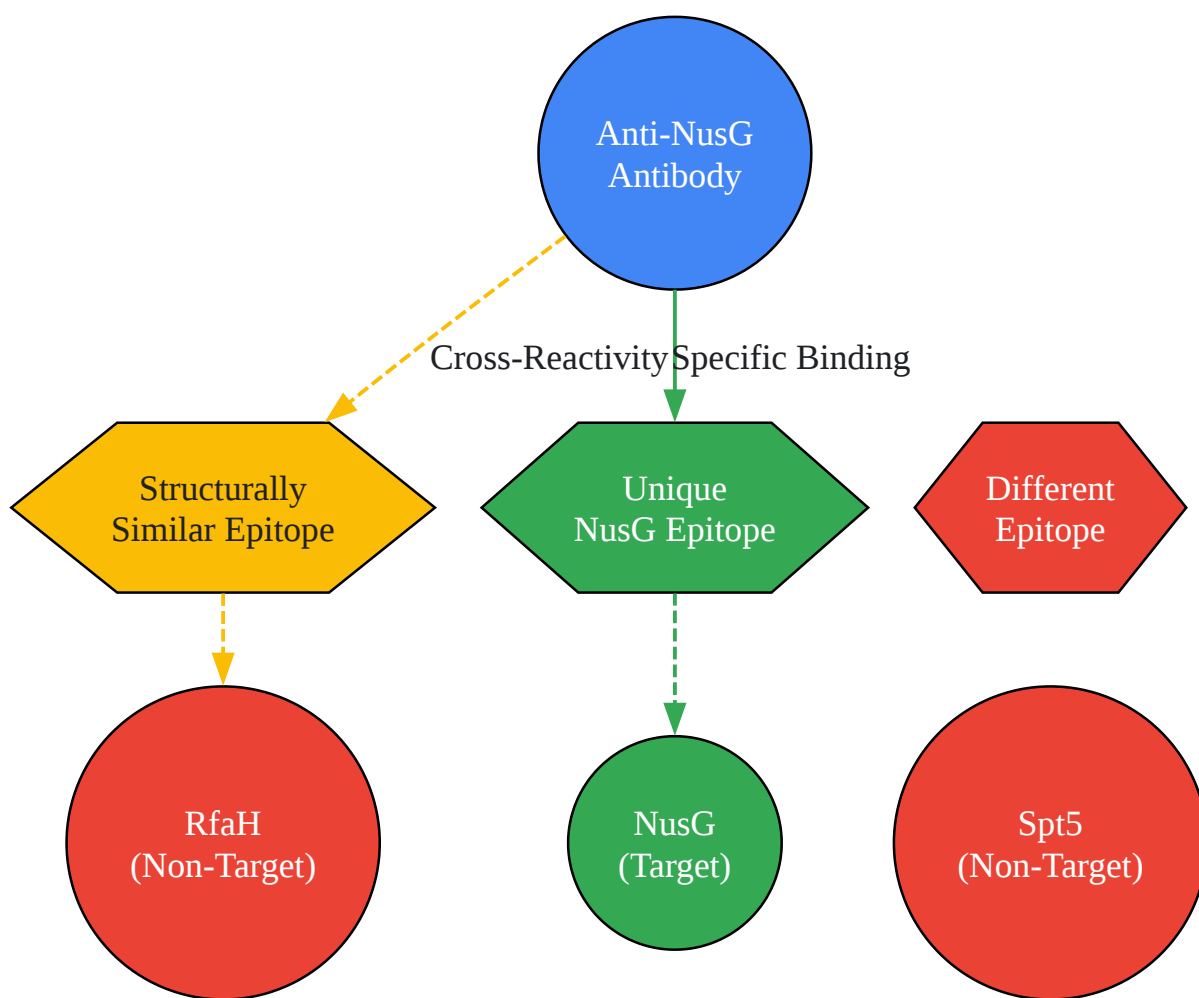 Anti-NusG
Antibody
Cross-Reactivity
Specific Binding
Structurally
Similar Epitope
Unique
NusG Epitope
Different
Epitope
RfaH
(Non-Target)
NusG
(Target)
Spt5
(Non-Target)